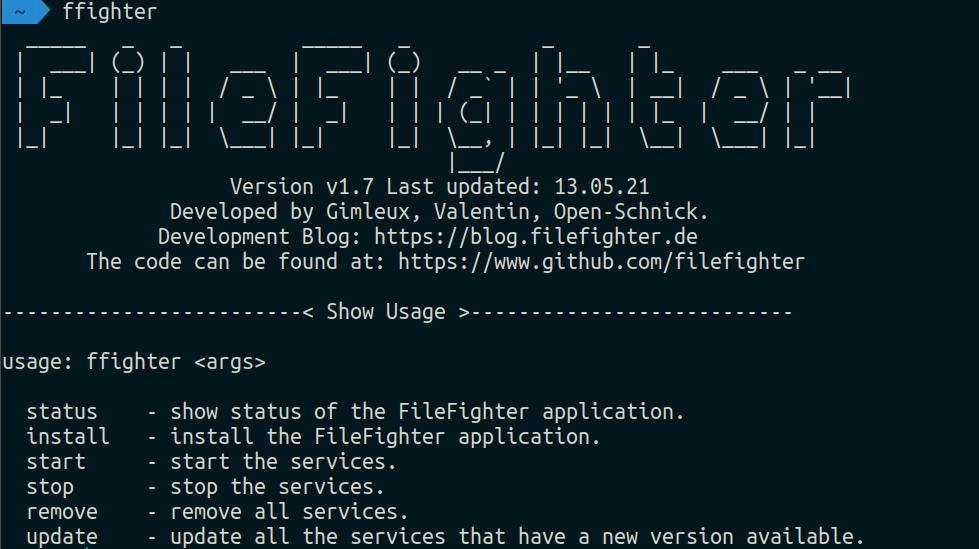 ~ ffighter
FileFighter
Version v1.7 Last updated: 13.05.21
Developed by Gimleux, Valentin, Open-Schnick.
Development Blog: https://blog.filefighter.de
The code can be found at: https://www.github.com/filefighter
-------------------------< Show Usage >---------------------------
usage: ffighter <args>
status - show status of the FileFighter application.
install - install the FileFighter application.
start - start the services.
stop - stop the services.
remove - remove all services.
update - update all the services that have a new version available.